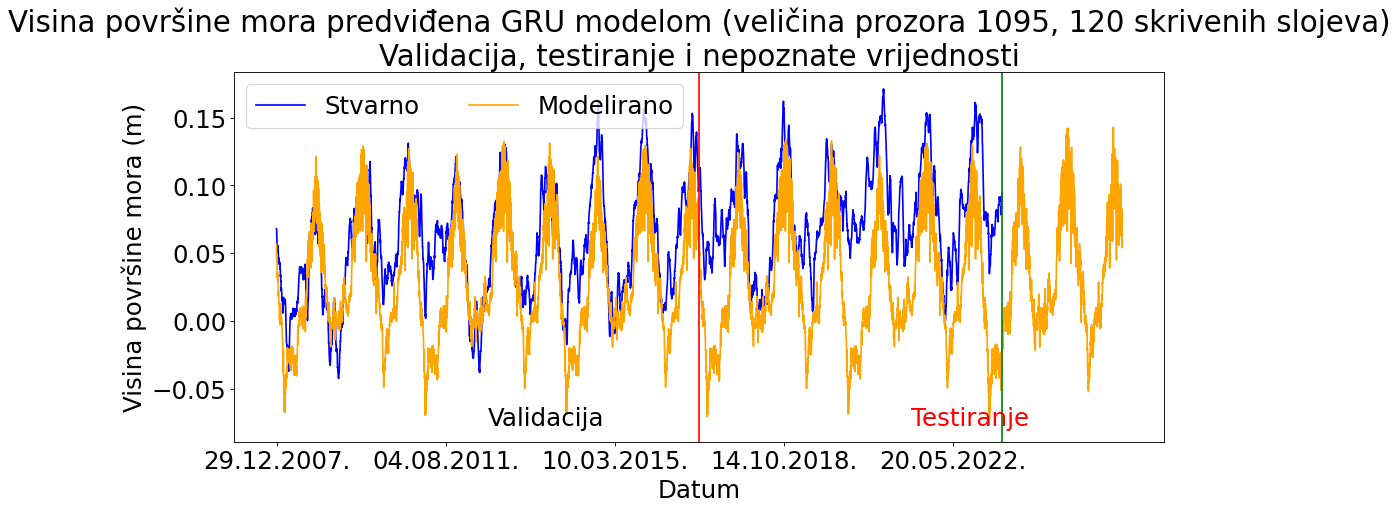 Visina površine mora predviđena GRU modelom (veličina prozora 1095, 120 skrivenih slojeva)
Validacija, testiranje i nepoznate vrijednosti
Stvarno
Modelirano
Visina površine mora (m)
0.15
0.10
0.05
0.00
−0.05
Validacija
Testiranje
29.12.2007.
04.08.2011.
10.03.2015.
14.10.2018.
20.05.2022.
Datum